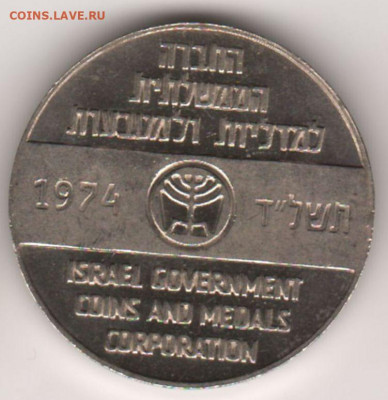 COINS.LAVE.RU
החברה
הממשלתית
למדליות ולמטבעות
1974
תשל"ד
ISRAEL GOVERNMENT
COINS AND MEDALS
CORPORATION